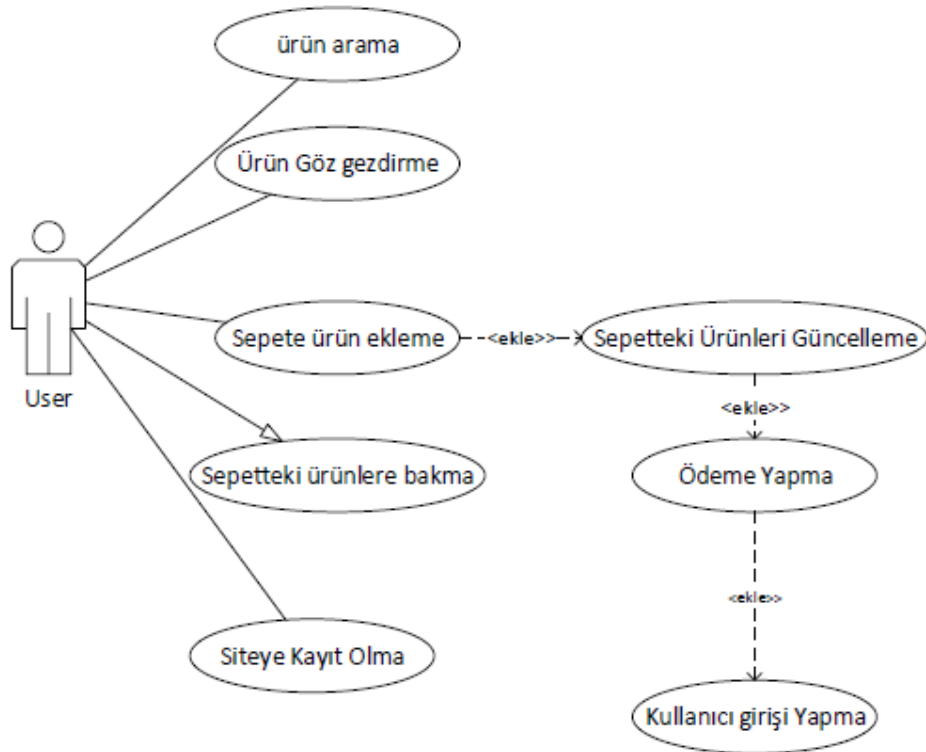 ürün arama
Ürün Göz gezdirme
User
Sepete ürün ekleme
<ekle>>
Sepetteki Ürünleri Güncelleme
<ekle>>
Sepetteki ürünlere bakma
Ödeme Yapma
<ekle>>
Siteye Kayıt Olma
Kullanıcı girişi Yapma